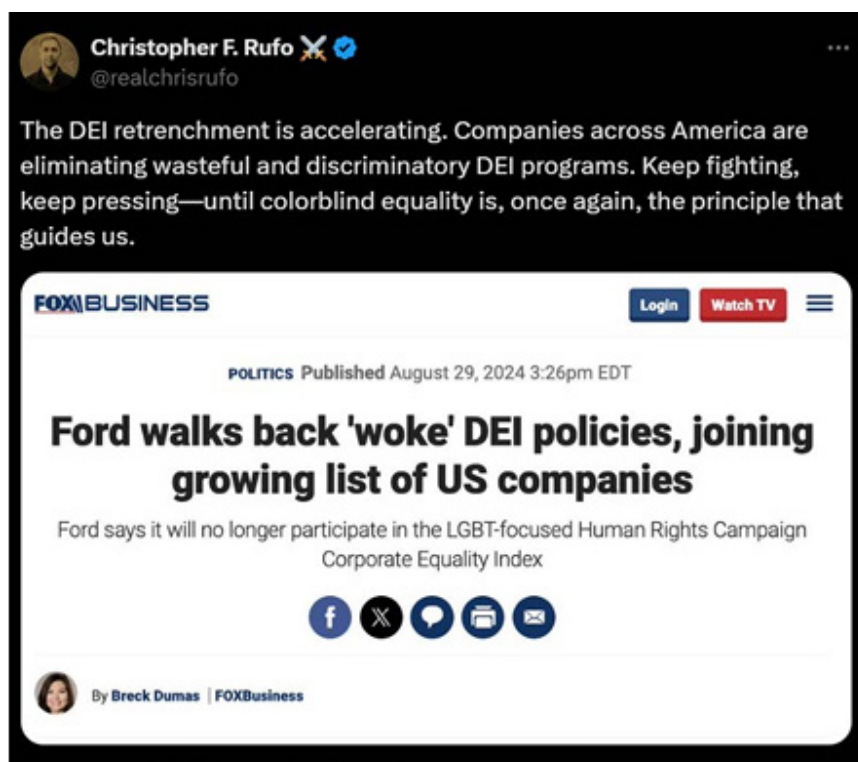 Christopher F. Rufo ⚔️
@realchrisrufo
The DEI retrenchment is accelerating. Companies across America are
eliminating wasteful and discriminatory DEI programs. Keep fighting,
keep pressing—until colorblind equality is, once again, the principle that
guides us.
FOX BUSINESS
Login
Watch TV
POLITICS Published August 29, 2024 3:26pm EDT
Ford walks back 'woke' DEI policies, joining
growing list of US companies
Ford says it will no longer participate in the LGBT-focused Human Rights Campaign
Corporate Equality Index
By Breck Dumas | FOXBusiness